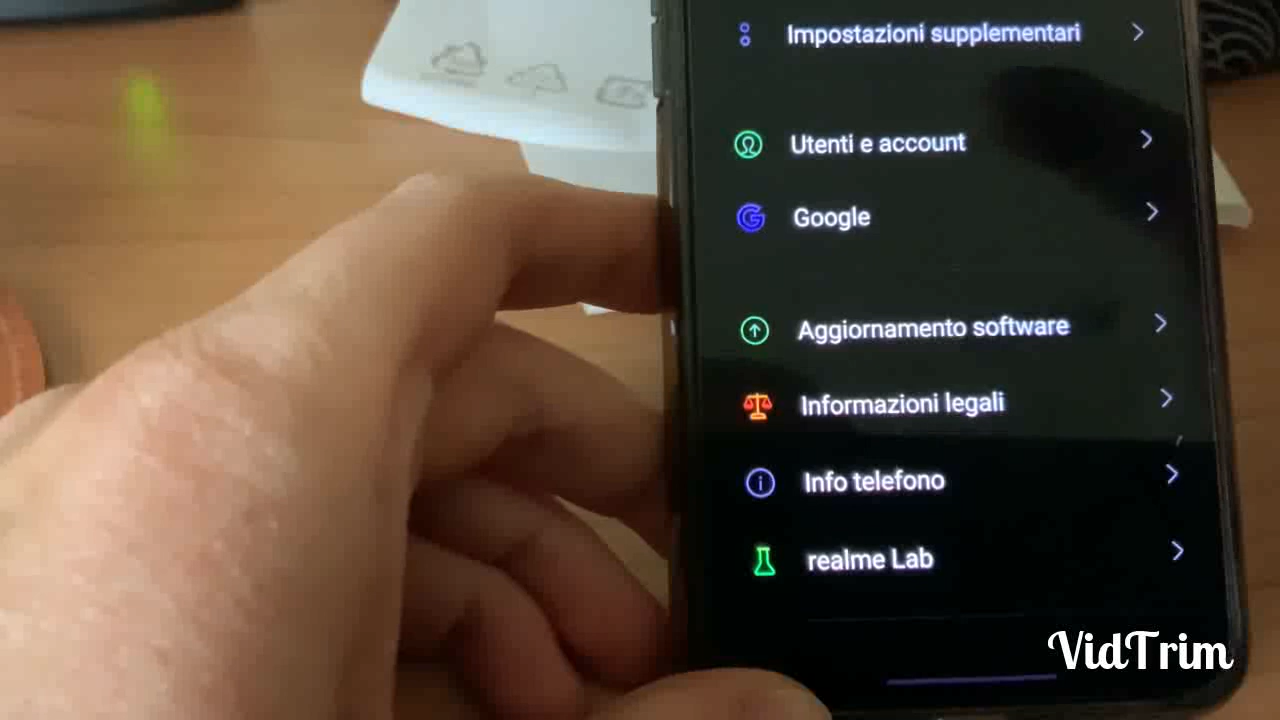 Impostazioni supplementari
Utenti e account
Google
Aggiornamento software
Informazioni legali
Info telefono
realme Lab
VidTrim